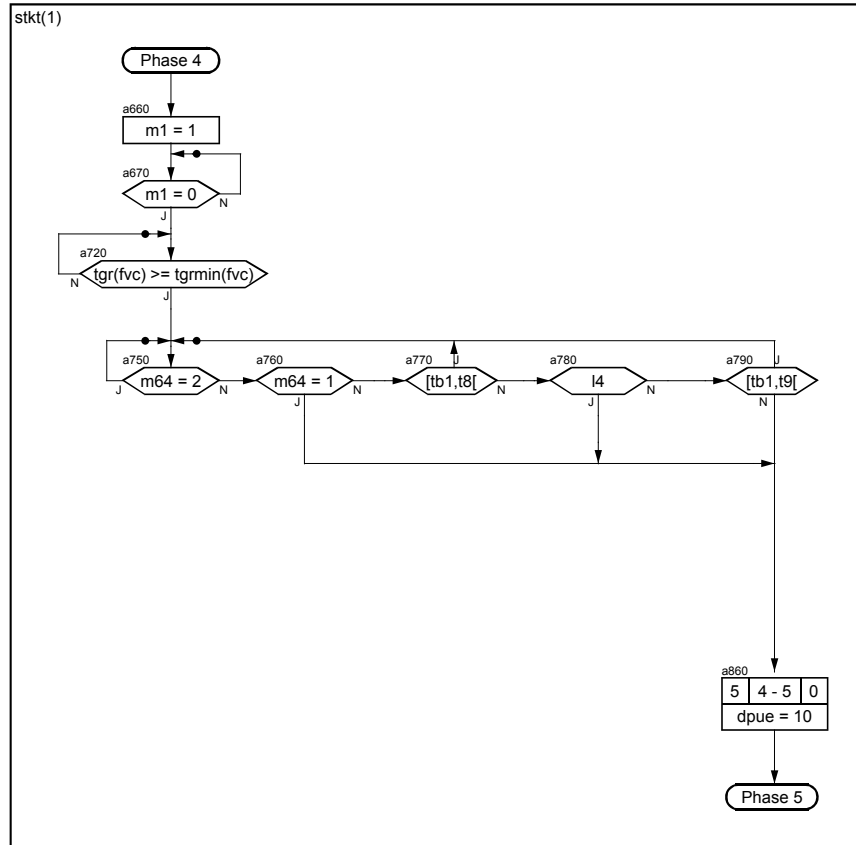 stkt(1)
Phase 4
a660
m1 = 1
a670
m1 = 0
N
J
a720
tgr(fvc) >= tgrmin(fvc)
N
J
a750
m64 = 2
J
N
a760
m64 = 1
J
N
a770
[tb1,t8[
J
N
a780
l4
J
N
a790
[tb1,t9[
J
N
a860
5 4 - 5 0
dpue = 10
Phase 5